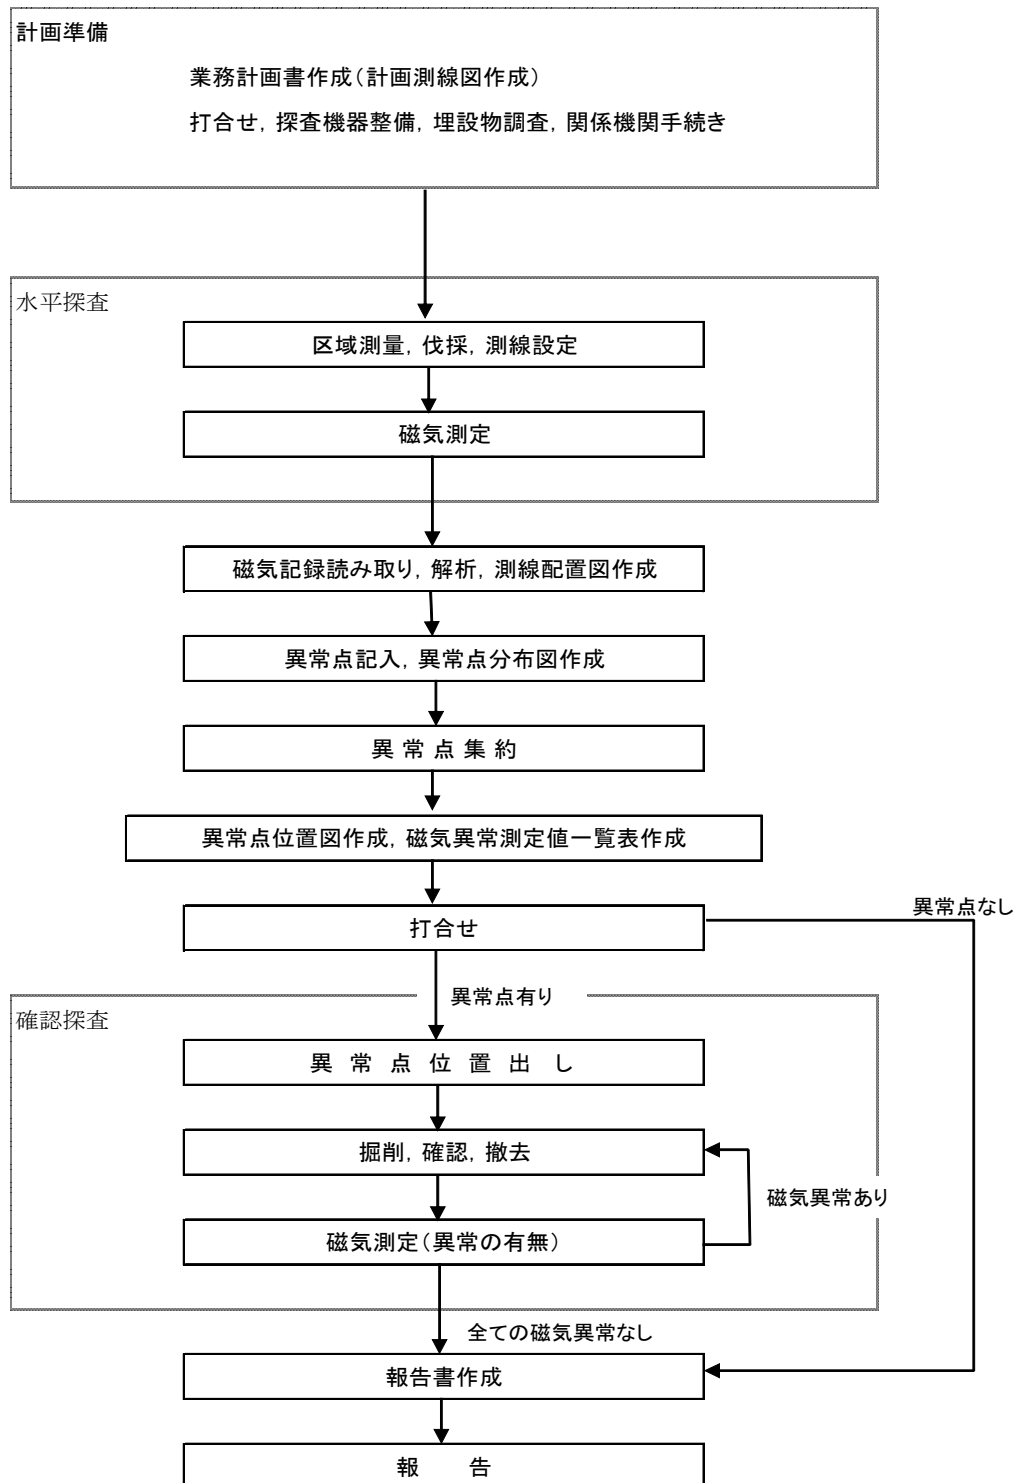 計画準備
業務計画書作成（計画測線図作成）
打合せ，探査機器整備，埋設物調査，関係機関手続き
水平探査
区域測量，伐採，測線設定
磁気測定
磁気記録読み取り，解析，測線配置図作成
異常点記入，異常点分布図作成
異 常 点 集 約
異常点位置図作成，磁気異常測定値一覧表作成
打合せ
異常点なし
異常点有り
確認探査
異 常 点 位 置 出 し
掘削，確認，撤去
磁気異常あり
磁気測定（異常の有無）
全ての磁気異常なし
報告書作成
報 告